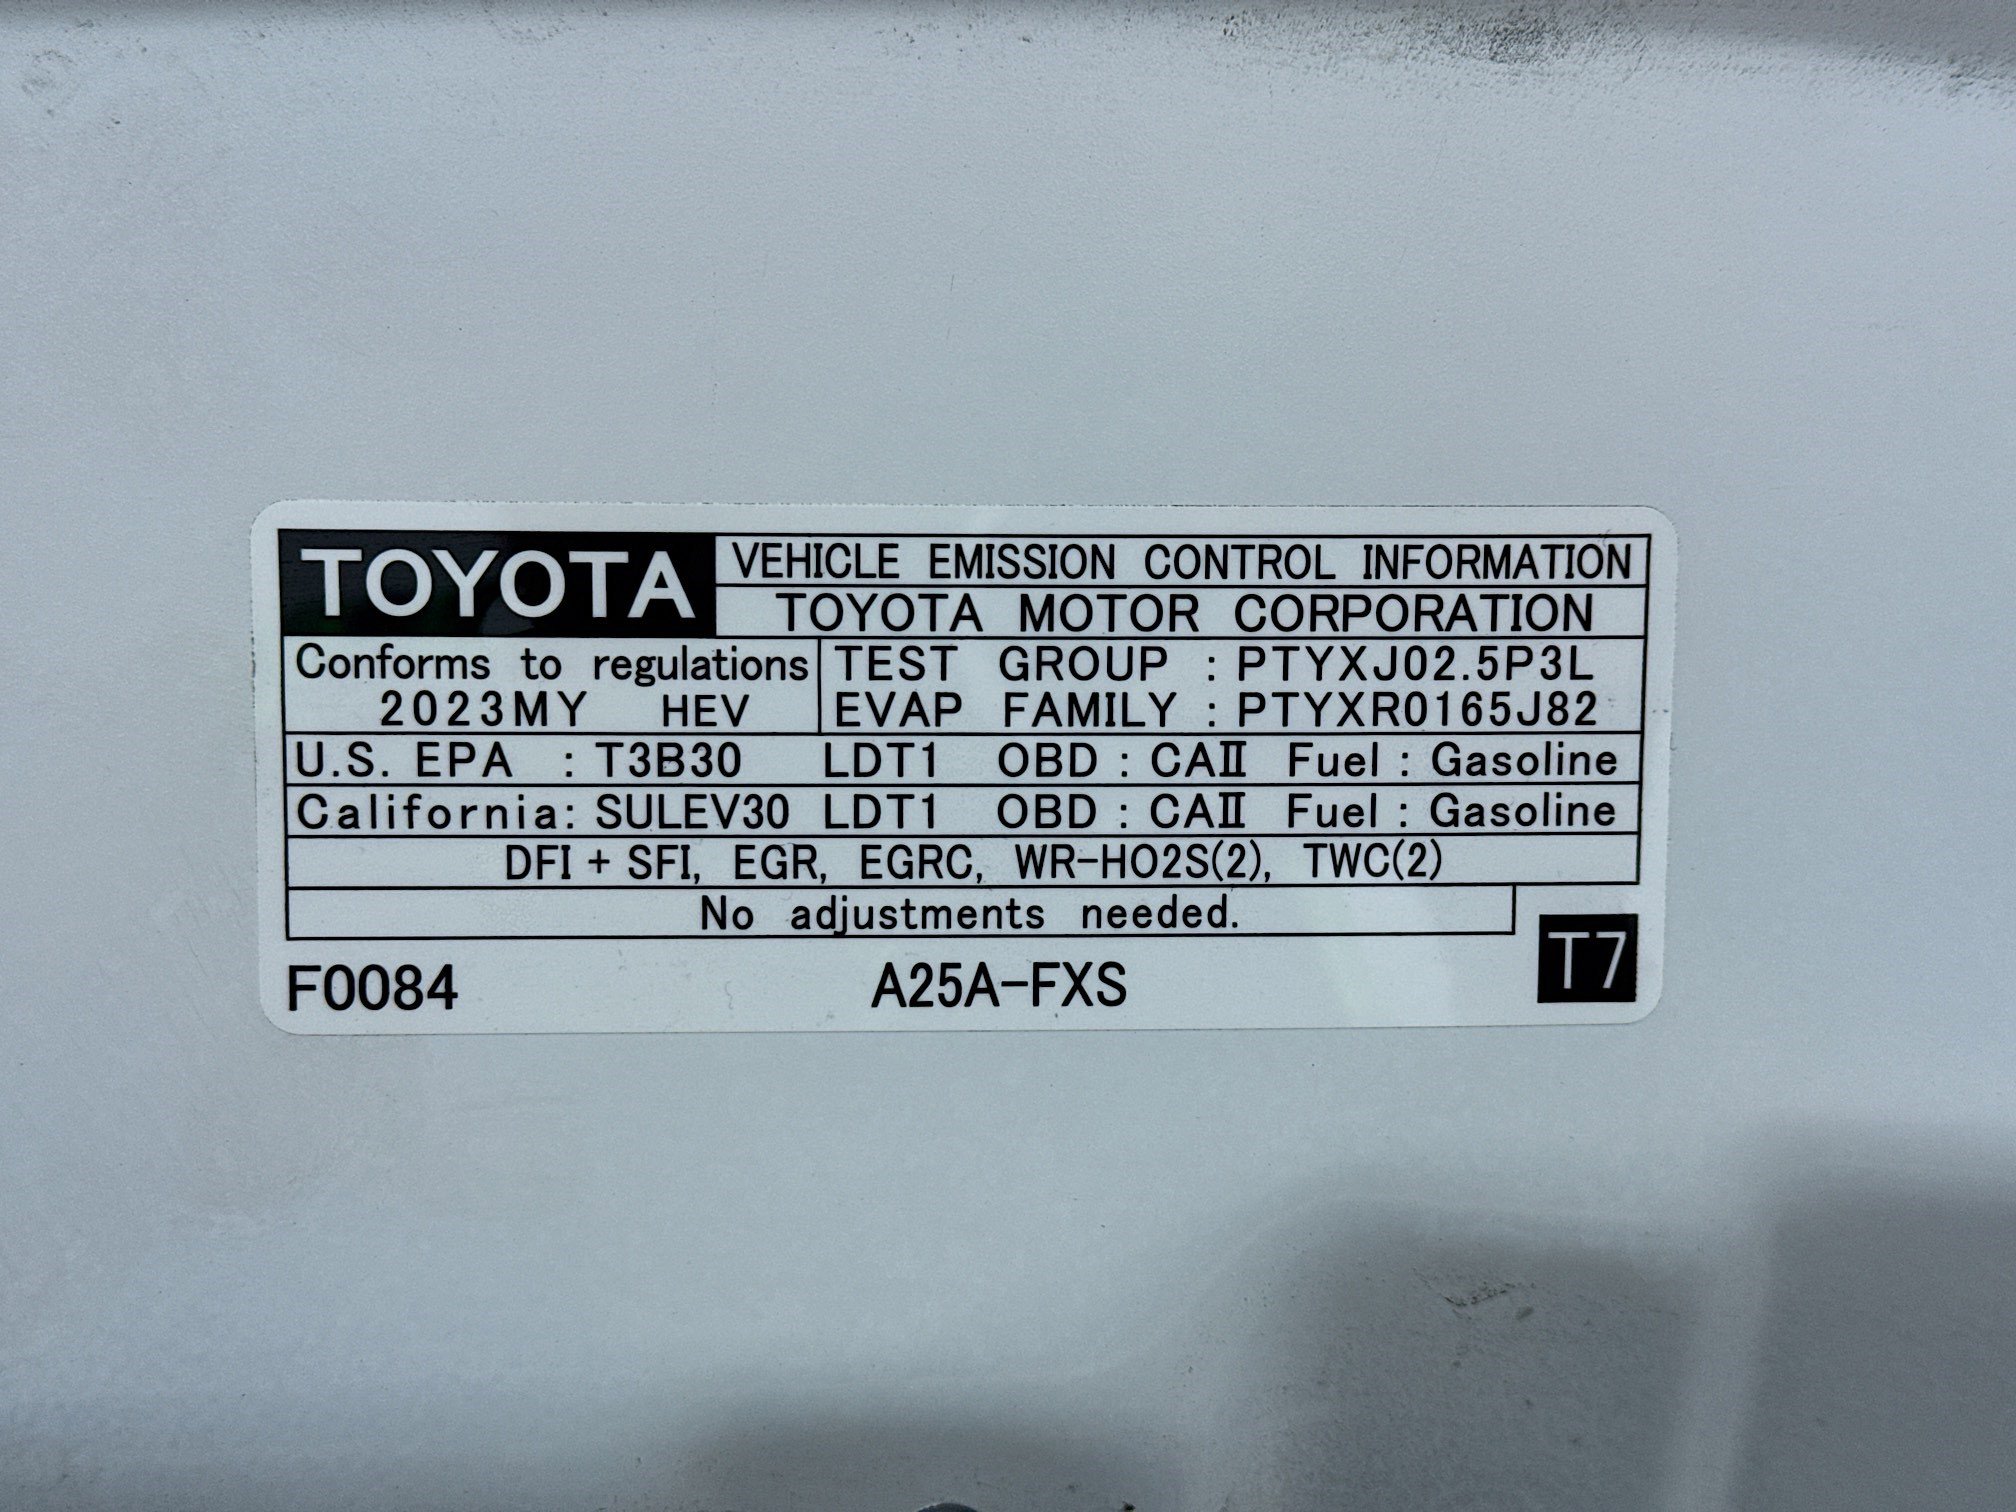 TOYOTA VEHICLE EMISSION CONTROL INFORMATION
TOYOTA MOTOR CORPORATION
Conforms to regulations TEST GROUP : PTYXJ02.5P3L
2023MY HEV EVAP FAMILY : PTYXR0165J82
U.S. EPA : T3B30 LDT1 OBD : CAⅡ Fuel : Gasoline
California: SULEV30 LDT1 OBD : CAⅡ Fuel : Gasoline
DFI + SFI, EGR, EGRC, WR-HO2S(2), TWC(2)
No adjustments needed.
F0084 A25A-FXS T7